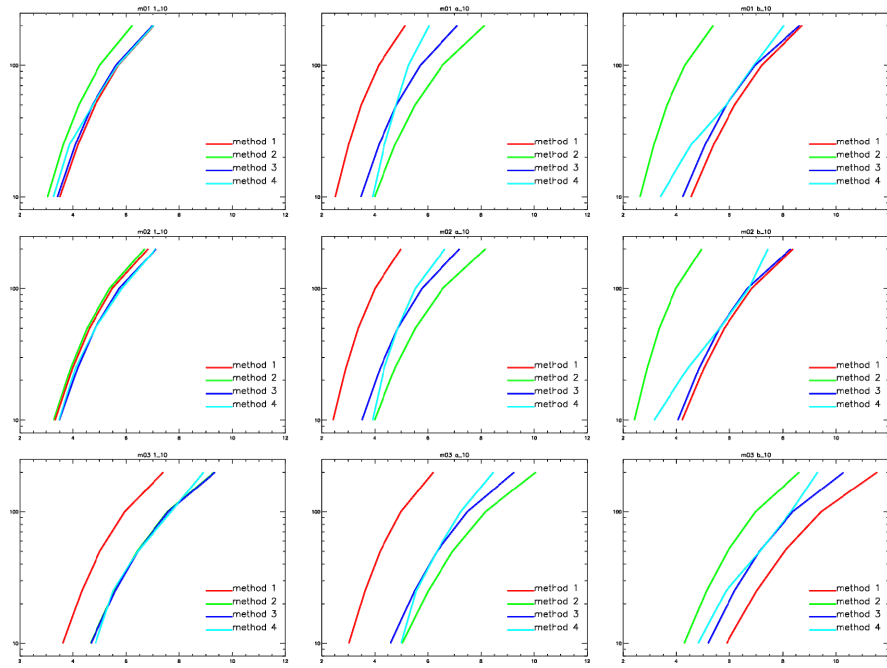 m01 t_10
m01 a_10
m01 b_10
100
100
100
method 1
method 2
method 3
method 4
method 1
method 2
method 3
method 4
method 1
method 2
method 3
method 4
10
10
10
2 4 6 8 10 12
2 4 6 8 10 12
2 4 6 8 10
m02 t_10
m02 a_10
m02 b_10
100
100
100
method 1
method 2
method 3
method 4
method 1
method 2
method 3
method 4
method 1
method 2
method 3
method 4
10
10
10
2 4 6 8 10 12
2 4 6 8 10 12
2 4 6 8 10
m03 t_10
m03 a_10
m03 b_10
100
100
100
method 1
method 2
method 3
method 4
method 1
method 2
method 3
method 4
method 1
method 2
method 3
method 4
10
10
10
2 4 6 8 10 12
2 4 6 8 10 12
2 4 6 8 10